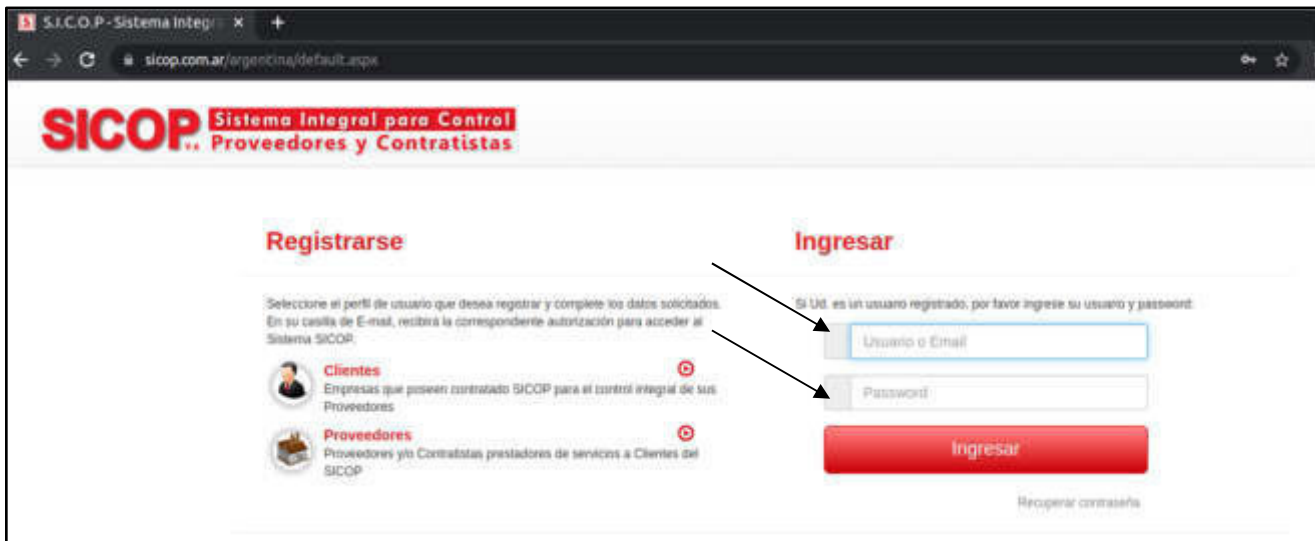 S.I.C.O.P - Sistema Integr
sicop.com.ar/argentina/default.aspx
SICOP
Sistema Integral para Control
Proveedores y Contratistas
Registrarse
Seleccione el perfil de usuario que desea registrar y complete los datos solicitados.
En su casilla de E-mail, recibirá la correspondiente autorización para acceder al
Sistema SICOP.
Clientes
Empresas que poseen contratado SICOP para el control integral de sus
Proveedores
Proveedores
Proveedores y/o Contratistas prestadores de servicios a Clientes del
SICOP
Ingresar
Si Ud. es un usuario registrado, por favor ingrese su usuario y password:
Usuario o Email
Password
Ingresar
Recuperar contraseña